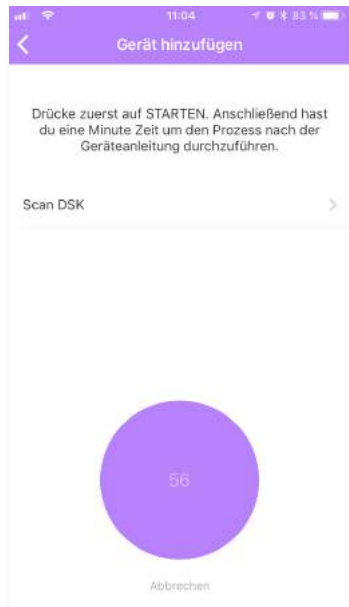 11:04 83 %
Gerät hinzufügen
Drücke zuerst auf STARTEN. Anschließend hast
du eine Minute Zeit um den Prozess nach der
Geräteanleitung durchzuführen.
Scan DSK
56
Abbrechen